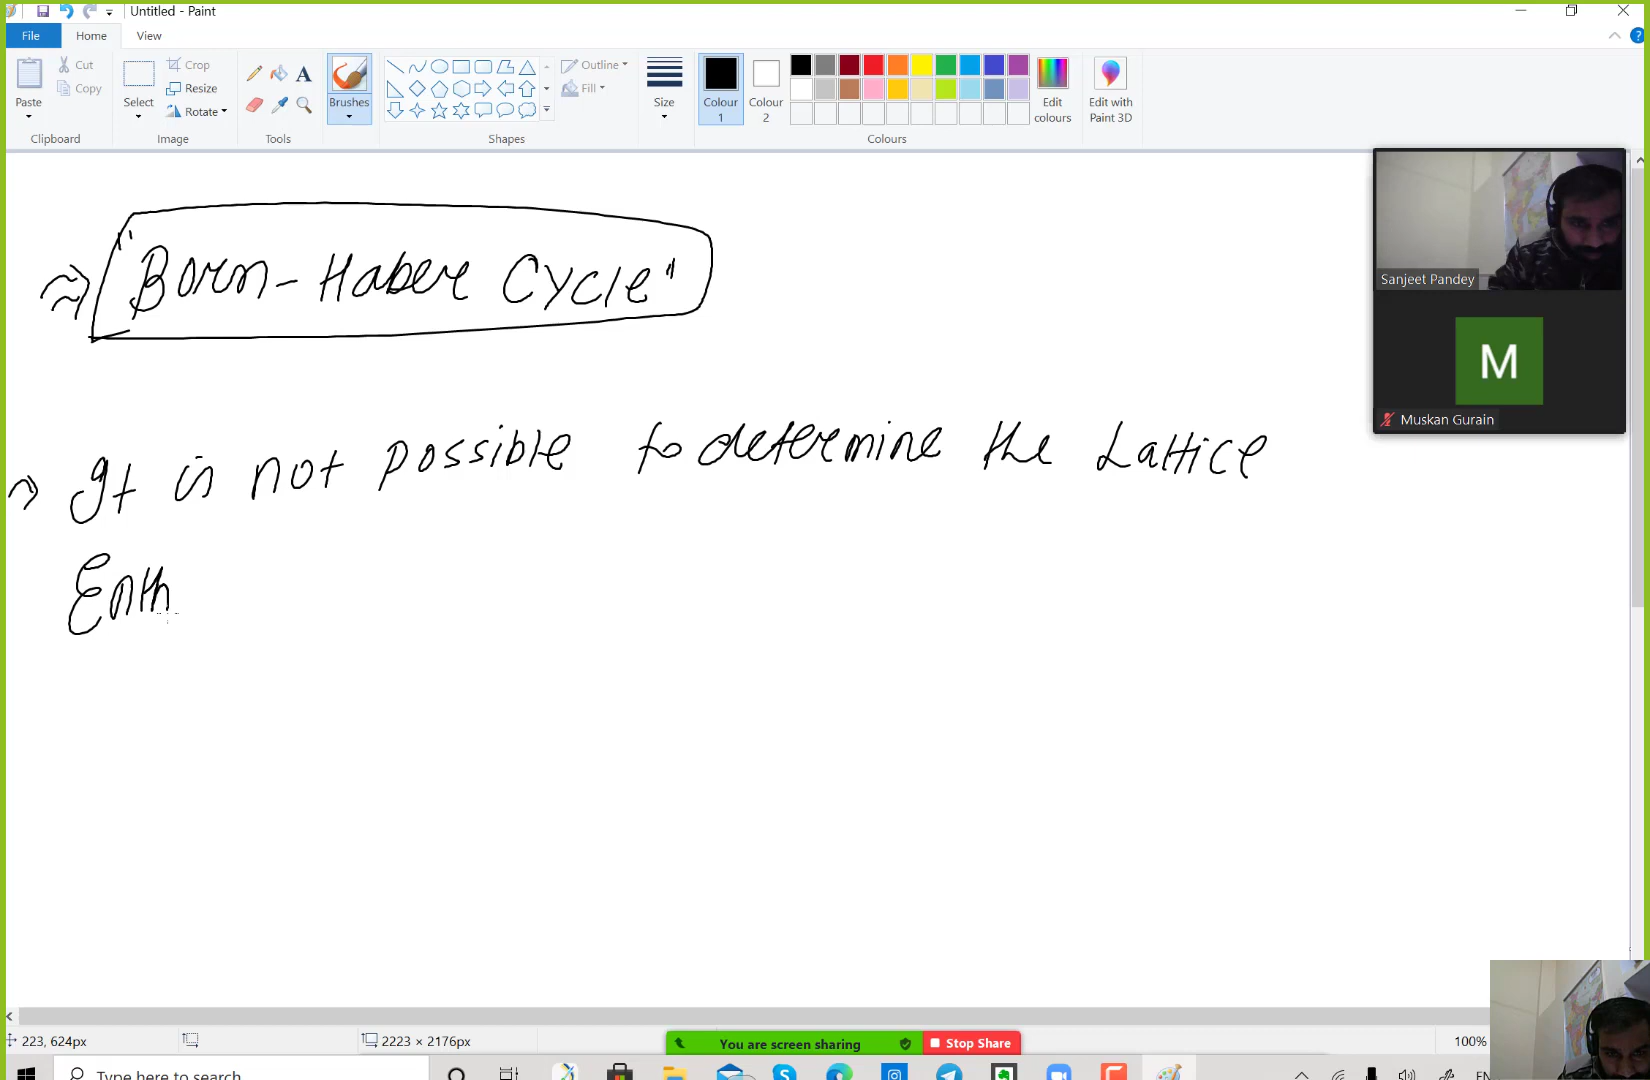 Untitled - Paint
File Home View
Paste Cut Copy Clipboard
Select Crop Resize Rotate Image
Tools
Brushes
Shapes Outline Fill
Size
Colour 1 Colour 2 Edit colours Edit with Paint 3D
Colours
"Born-Haber Cycle"
Sanjeet Pandey
M
Muskan Gurain
It is not possible to determine the Lattice
Enth
223, 624px 2223 × 2176px 100%
You are screen sharing Stop Share
Type here to search